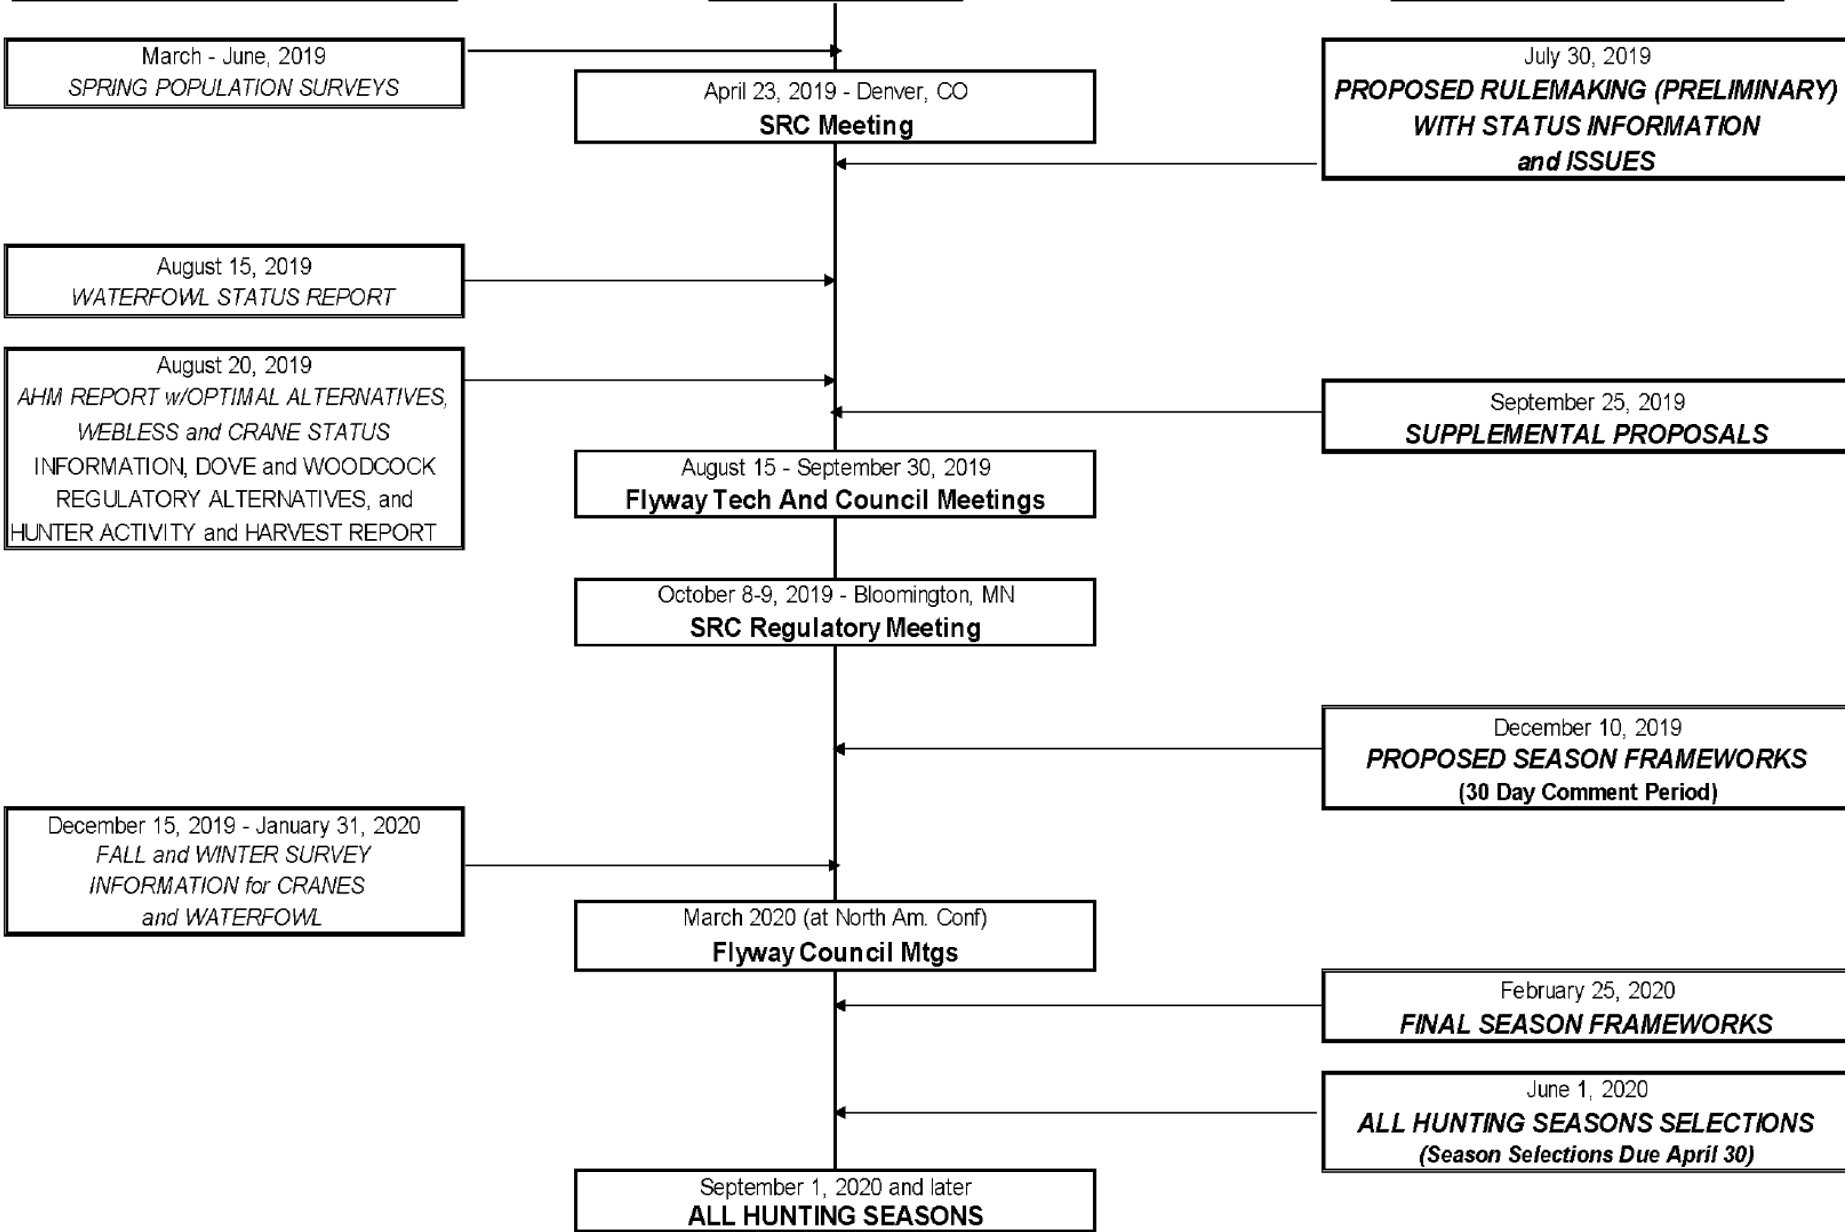 March - June, 2019
SPRING POPULATION SURVEYS
April 23, 2019 - Denver, CO
SRC Meeting
July 30, 2019
PROPOSED RULEMAKING (PRELIMINARY)
WITH STATUS INFORMATION
and ISSUES
August 15, 2019
WATERFOWL STATUS REPORT
August 20, 2019
AHM REPORT w/OPTIMAL ALTERNATIVES,
WEBLESS and CRANE STATUS
INFORMATION, DOVE and WOODCOCK
REGULATORY ALTERNATIVES, and
HUNTER ACTIVITY and HARVEST REPORT
September 25, 2019
SUPPLEMENTAL PROPOSALS
August 15 - September 30, 2019
Flyway Tech And Council Meetings
October 8-9, 2019 - Bloomington, MN
SRC Regulatory Meeting
December 10, 2019
PROPOSED SEASON FRAMEWORKS
(30 Day Comment Period)
December 15, 2019 - January 31, 2020
FALL and WINTER SURVEY
INFORMATION for CRANES
and WATERFOWL
March 2020 (at North Am. Conf)
Flyway Council Mtgs
February 25, 2020
FINAL SEASON FRAMEWORKS
June 1, 2020
ALL HUNTING SEASONS SELECTIONS
(Season Selections Due April 30)
September 1, 2020 and later
ALL HUNTING SEASONS